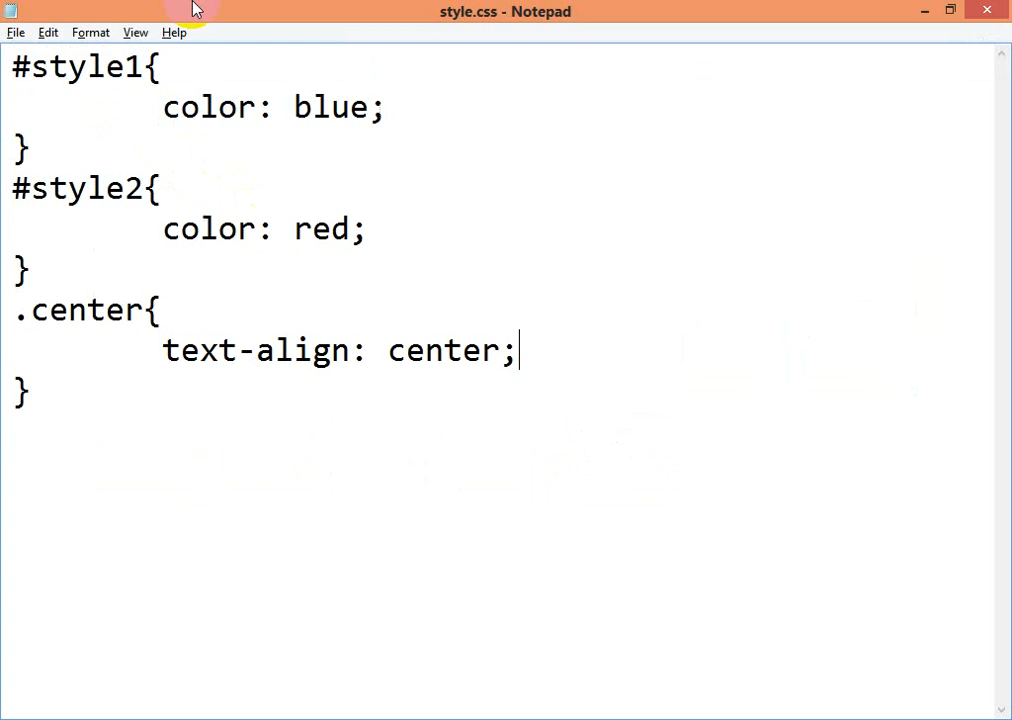 style.css - Notepad
File Edit Format View Help
#style1{
color: blue;
}
#style2{
color: red;
}
.center{
text-align: center;
}